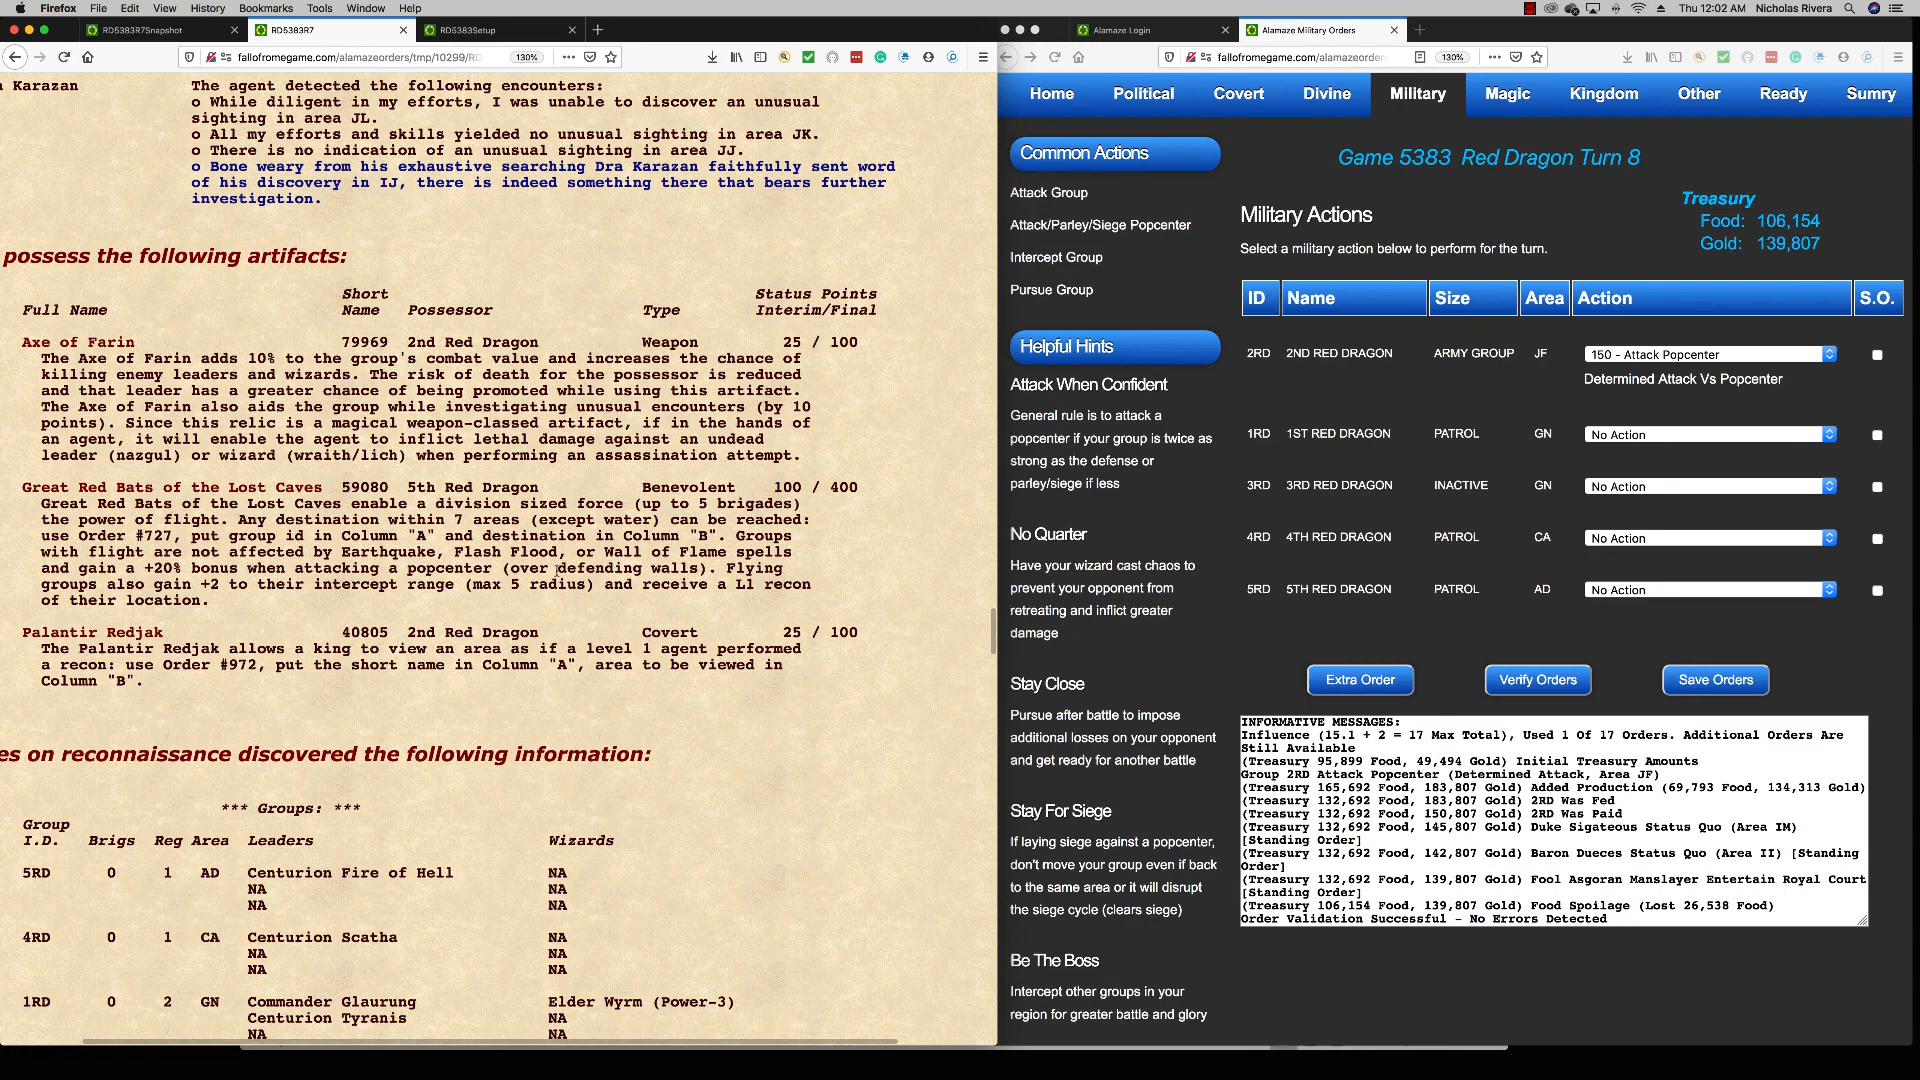 Firefox File Edit View History Bookmarks Tools Window Help
Thu 12:02 AM Nicholas Rivera
RD5383R7Snapshot
RD5383R7
RD5383Setup
fallofromegame.com/alamazeorders/tmp/10299/RD
130%
a Karazan
The agent detected the following encounters:
o While diligent in my efforts, I was unable to discover an unusual
sighting in area JL.
o All my efforts and skills yielded no unusual sighting in area JK.
o There is no indication of an unusual sighting in area JJ.
o Bone weary from his exhaustive searching Dra Karazan faithfully sent word
of his discovery in IJ, there is indeed something there that bears further
investigation.
possess the following artifacts:
Short Status Points
Full Name Name Possessor Type Interim/Final
Axe of Farin 79969 2nd Red Dragon Weapon 25 / 100
The Axe of Farin adds 10% to the group's combat value and increases the chance of
killing enemy leaders and wizards. The risk of death for the possessor is reduced
and that leader has a greater chance of being promoted while using this artifact.
The Axe of Farin also aids the group while investigating unusual encounters (by 10
points). Since this relic is a magical weapon-classed artifact, if in the hands of
an agent, it will enable the agent to inflict lethal damage against an undead
leader (nazgul) or wizard (wraith/lich) when performing an assassination attempt.
Great Red Bats of the Lost Caves 59080 5th Red Dragon Benevolent 100 / 400
Great Red Bats of the Lost Caves enable a division sized force (up to 5 brigades)
the power of flight. Any destination within 7 areas (except water) can be reached:
use Order #727, put group id in Column "A" and destination in Column "B". Groups
with flight are not affected by Earthquake, Flash Flood, or Wall of Flame spells
and gain a +20% bonus when attacking a popcenter (over defending walls). Flying
groups also gain +2 to their intercept range (max 5 radius) and receive a L1 recon
of their location.
Palantir Redjak 40805 2nd Red Dragon Covert 25 / 100
The Palantir Redjak allows a king to view an area as if a level 1 agent performed
a recon: use Order #972, put the short name in Column "A", area to be viewed in
Column "B".
es on reconnaissance discovered the following information:
*** Groups: ***
Group
I.D. Brigs Reg Area Leaders Wizards
5RD 0 1 AD Centurion Fire of Hell NA
NA NA
NA NA
4RD 0 1 CA Centurion Scatha NA
NA NA
NA NA
1RD 0 2 GN Commander Glaurung Elder Wyrm (Power-3)
Centurion Tyranis NA
NA NA
Alamaze Login
Alamaze Military Orders
fallofromegame.com/alamazeorder
130%
Home Political Covert Divine Military Magic Kingdom Other Ready Sumry
Common Actions
Attack Group
Attack/Parley/Siege Popcenter
Intercept Group
Pursue Group
Helpful Hints
Attack When Confident
General rule is to attack a
popcenter if your group is twice as
strong as the defense or
parley/siege if less
No Quarter
Have your wizard cast chaos to
prevent your opponent from
retreating and inflict greater
damage
Stay Close
Pursue after battle to impose
additional losses on your opponent
and get ready for another battle
Stay For Siege
If laying siege against a popcenter,
don't move your group even if back
to the same area or it will disrupt
the siege cycle (clears siege)
Be The Boss
Intercept other groups in your
region for greater battle and glory
Game 5383 Red Dragon Turn 8
Treasury
Food: 106,154
Gold: 139,807
Military Actions
Select a military action below to perform for the turn.
ID Name Size Area Action S.O.
2RD 2ND RED DRAGON ARMY GROUP JF 150 - Attack Popcenter
Determined Attack Vs Popcenter
1RD 1ST RED DRAGON PATROL GN No Action
3RD 3RD RED DRAGON INACTIVE GN No Action
4RD 4TH RED DRAGON PATROL CA No Action
5RD 5TH RED DRAGON PATROL AD No Action
Extra Order Verify Orders Save Orders
INFORMATIVE MESSAGES:
Influence (15.1 + 2 = 17 Max Total), Used 1 Of 17 Orders. Additional Orders Are
Still Available
(Treasury 95,899 Food, 49,494 Gold) Initial Treasury Amounts
Group 2RD Attack Popcenter (Determined Attack, Area JF)
(Treasury 165,692 Food, 183,807 Gold) Added Production (69,793 Food, 134,313 Gold)
(Treasury 132,692 Food, 183,807 Gold) 2RD Was Fed
(Treasury 132,692 Food, 150,807 Gold) 2RD Was Paid
(Treasury 132,692 Food, 145,807 Gold) Duke Sigateous Status Quo (Area IM)
[Standing Order]
(Treasury 132,692 Food, 142,807 Gold) Baron Dueces Status Quo (Area II) [Standing
Order]
(Treasury 132,692 Food, 139,807 Gold) Fool Asgoran Manslayer Entertain Royal Court
[Standing Order]
(Treasury 106,154 Food, 139,807 Gold) Food Spoilage (Lost 26,538 Food)
Order Validation Successful - No Errors Detected